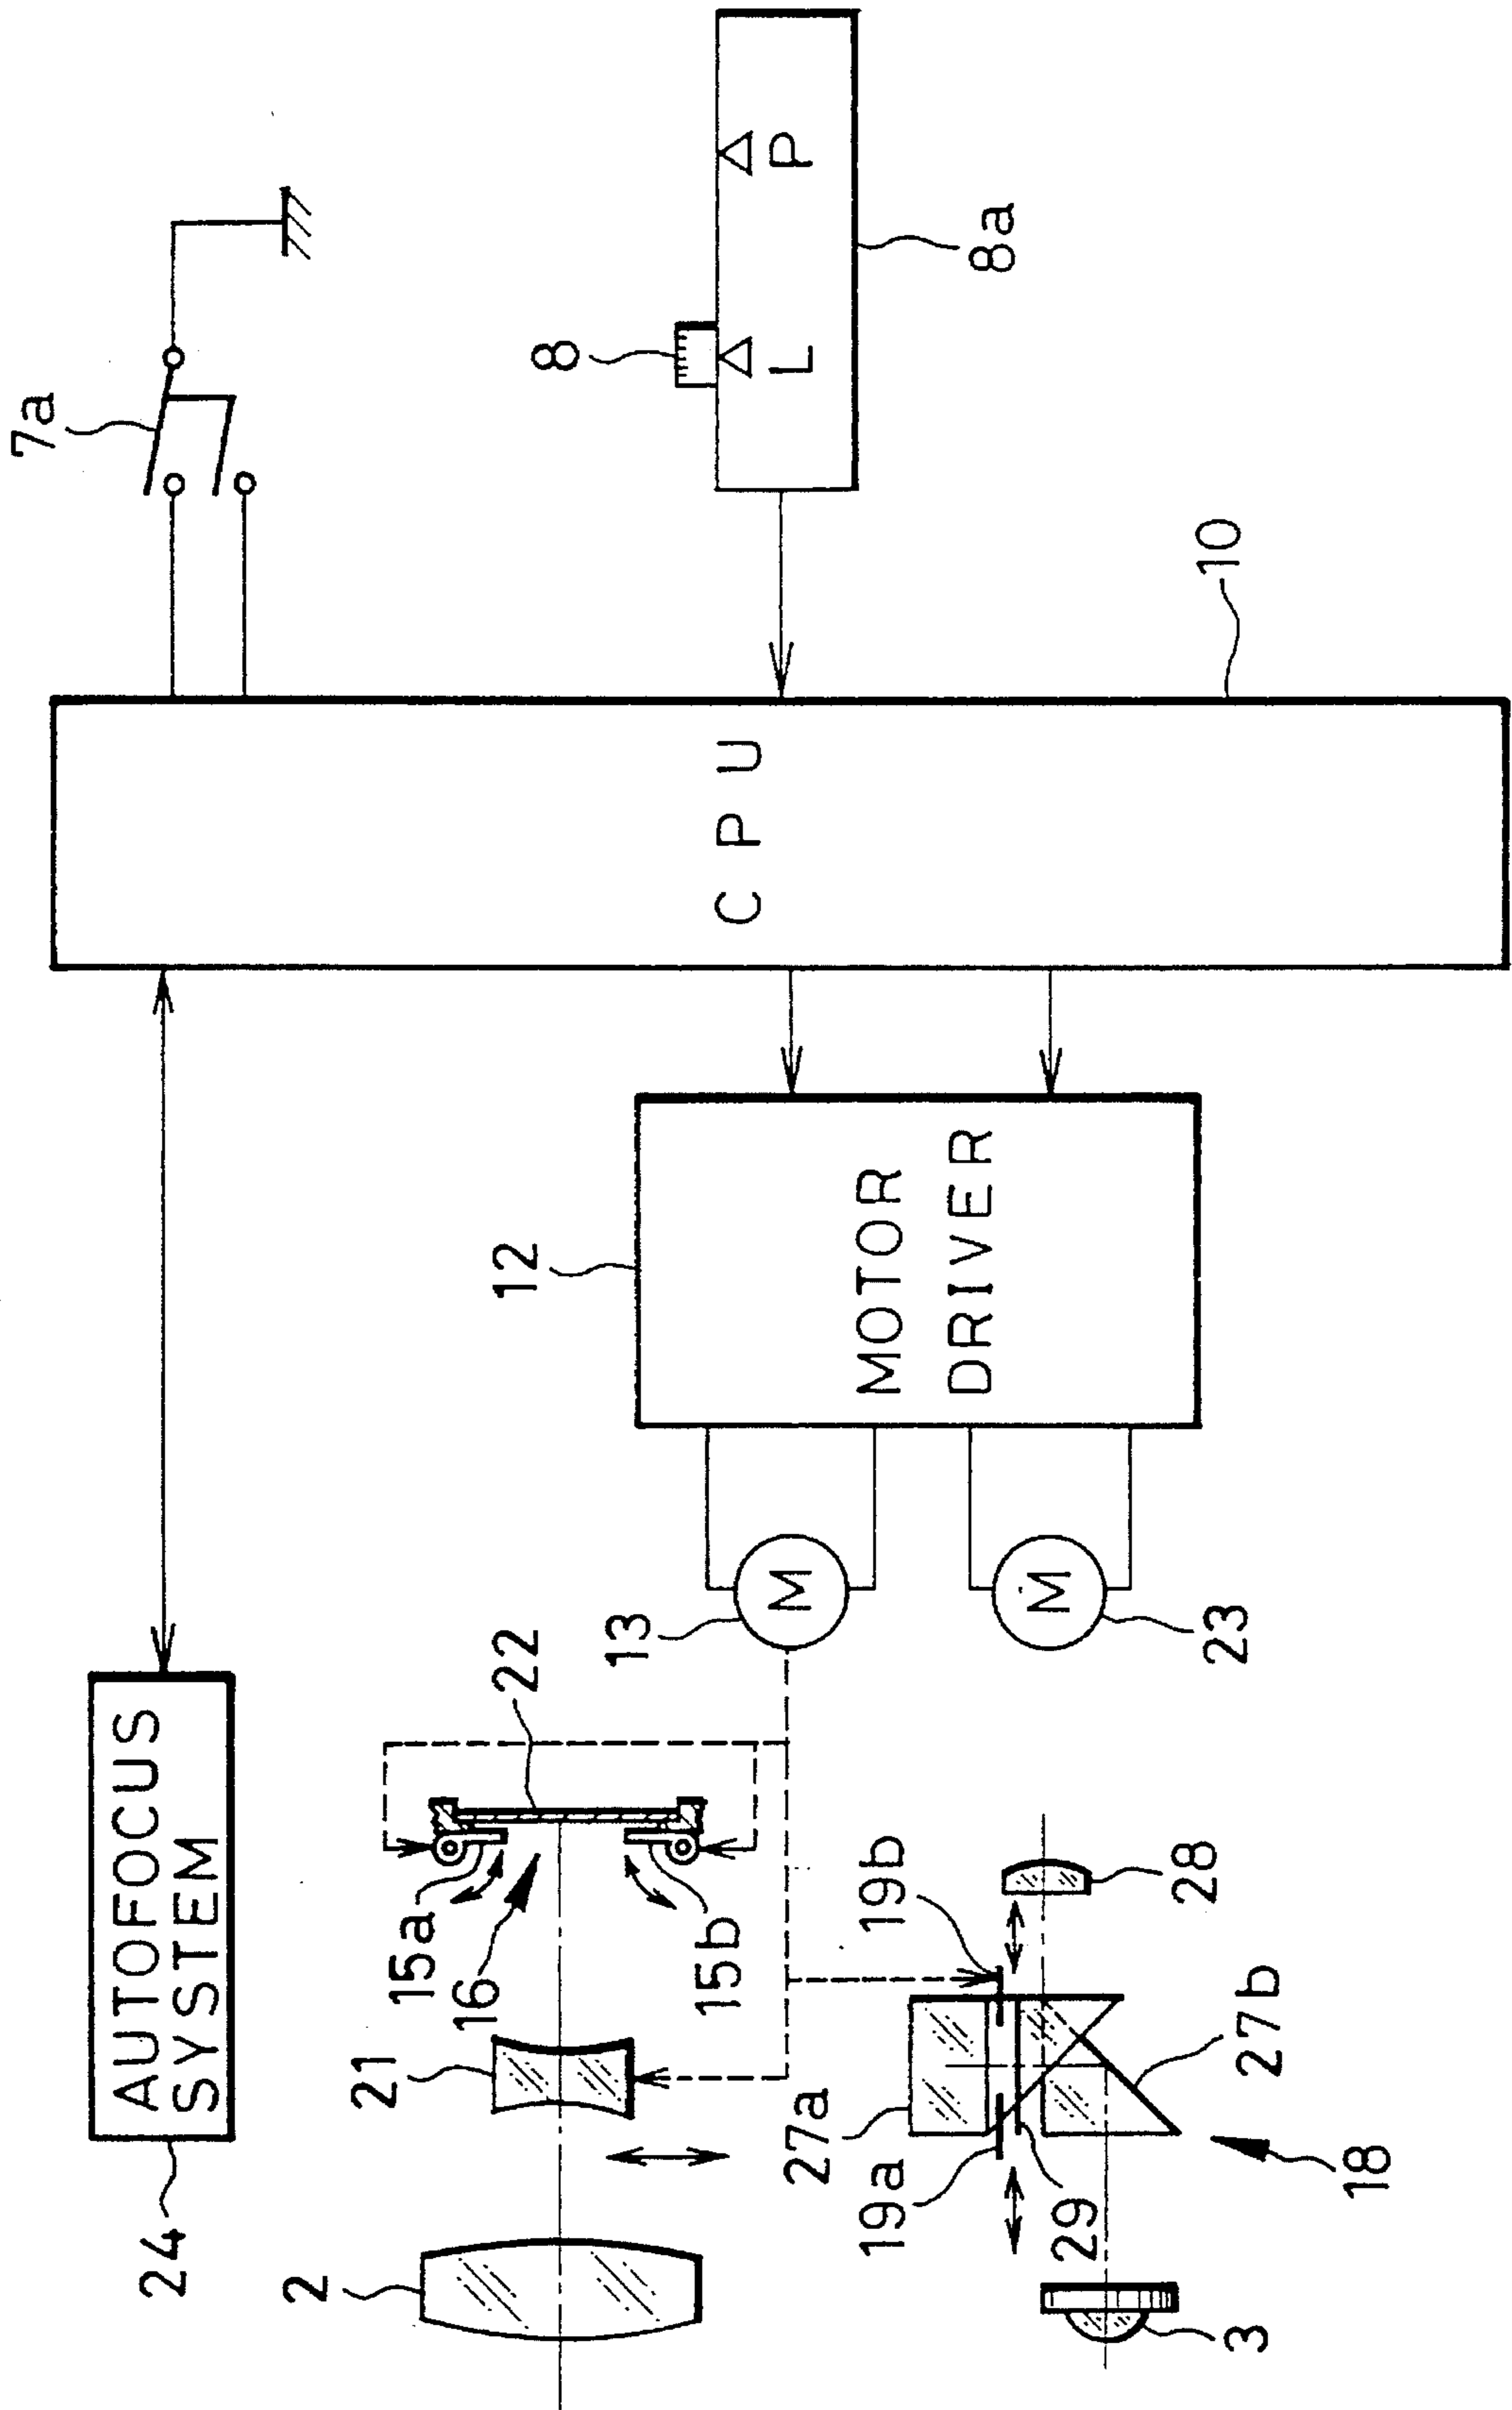 24
AUTOFOCUS
SYSTEM
7a
2
21
15a
16
15b
22
13
M
12
MOTOR
DRIVER
CPU
8
L
P
8a
10
M
23
27a
19a
19b
29
28
27b
18
3